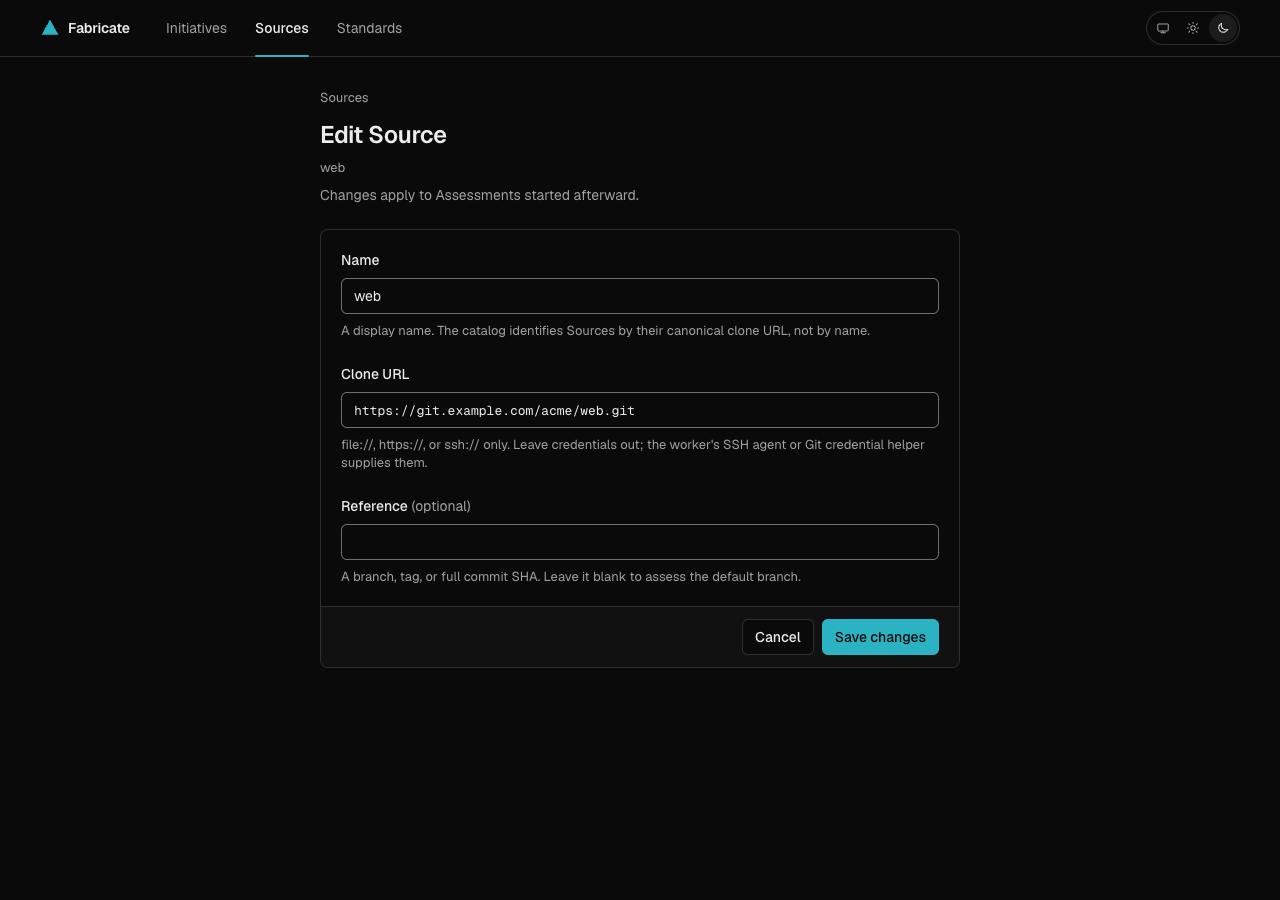 Fabricate
Initiatives
Sources
Standards
Sources
Edit Source
web
Changes apply to Assessments started afterward.
Name
web
A display name. The catalog identifies Sources by their canonical clone URL, not by name.
Clone URL
https://git.example.com/acme/web.git
file://, https://, or ssh:// only. Leave credentials out; the worker's SSH agent or Git credential helper
supplies them.
Reference (optional)
A branch, tag, or full commit SHA. Leave it blank to assess the default branch.
Cancel
Save changes